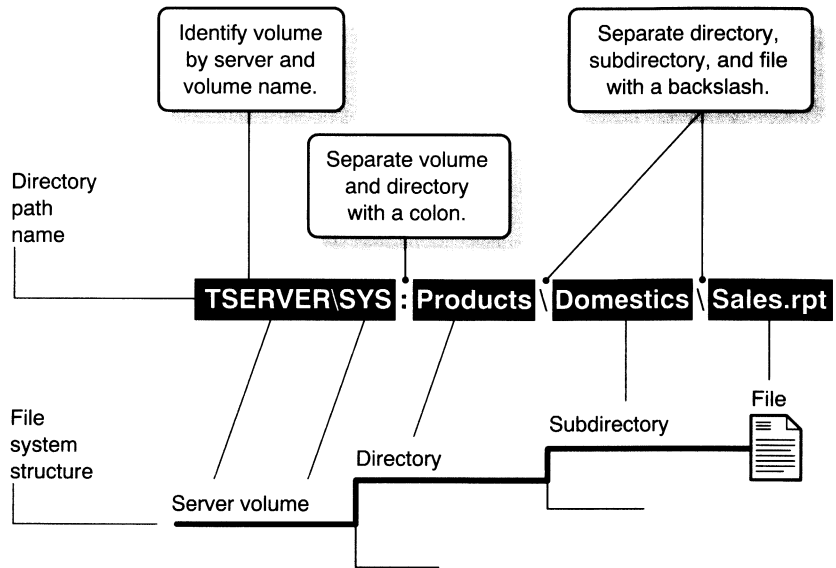 Identify volume
by server and
volume name.
Separate directory,
subdirectory, and file
with a backslash.
Separate volume
and directory
with a colon.
Directory
path
name
TSERVER\SYS : Products \ Domestics \ Sales.rpt
File
system
structure
Server volume
Directory
Subdirectory
File